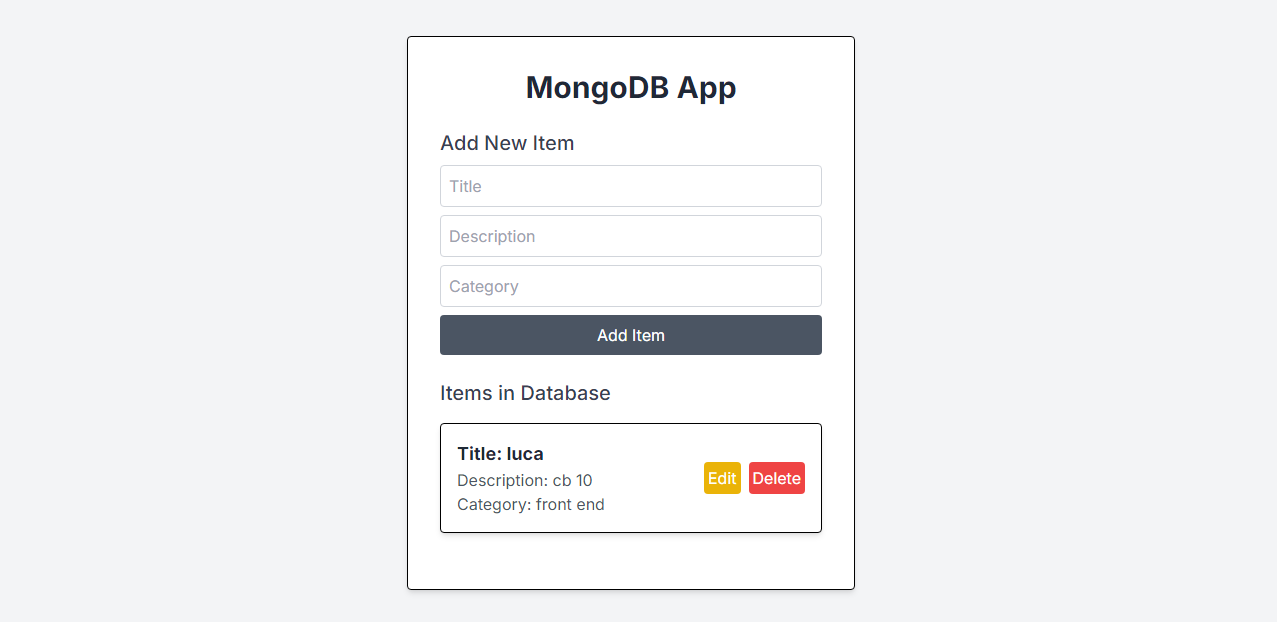 MongoDB App
Add New Item
Title
Description
Category
Add Item
Items in Database
Title: luca
Description: cb 10
Category: front end
Edit Delete